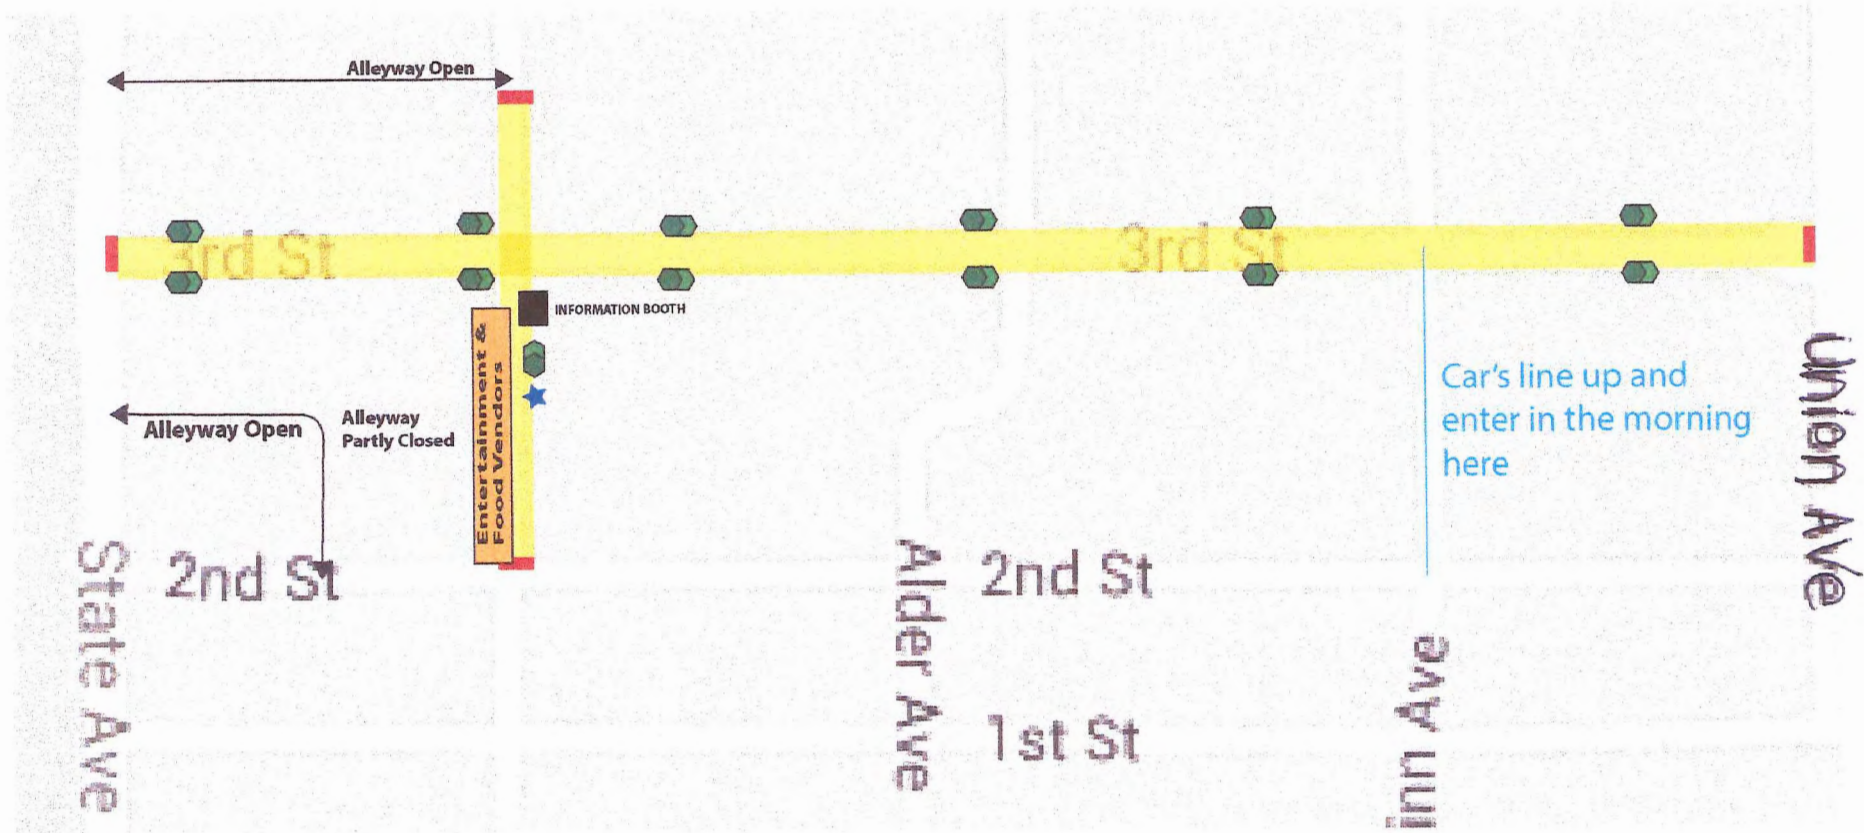 Alleyway Open
3rd St
3rd St
INFORMATION BOOTH
Entertainment &
Food Vendors
Alleyway Open
Alleyway
Partly Closed
Car's line up and
enter in the morning
here
Union AVe
State Ave
2nd St
Alder Ave
2nd St
1st St
Ave